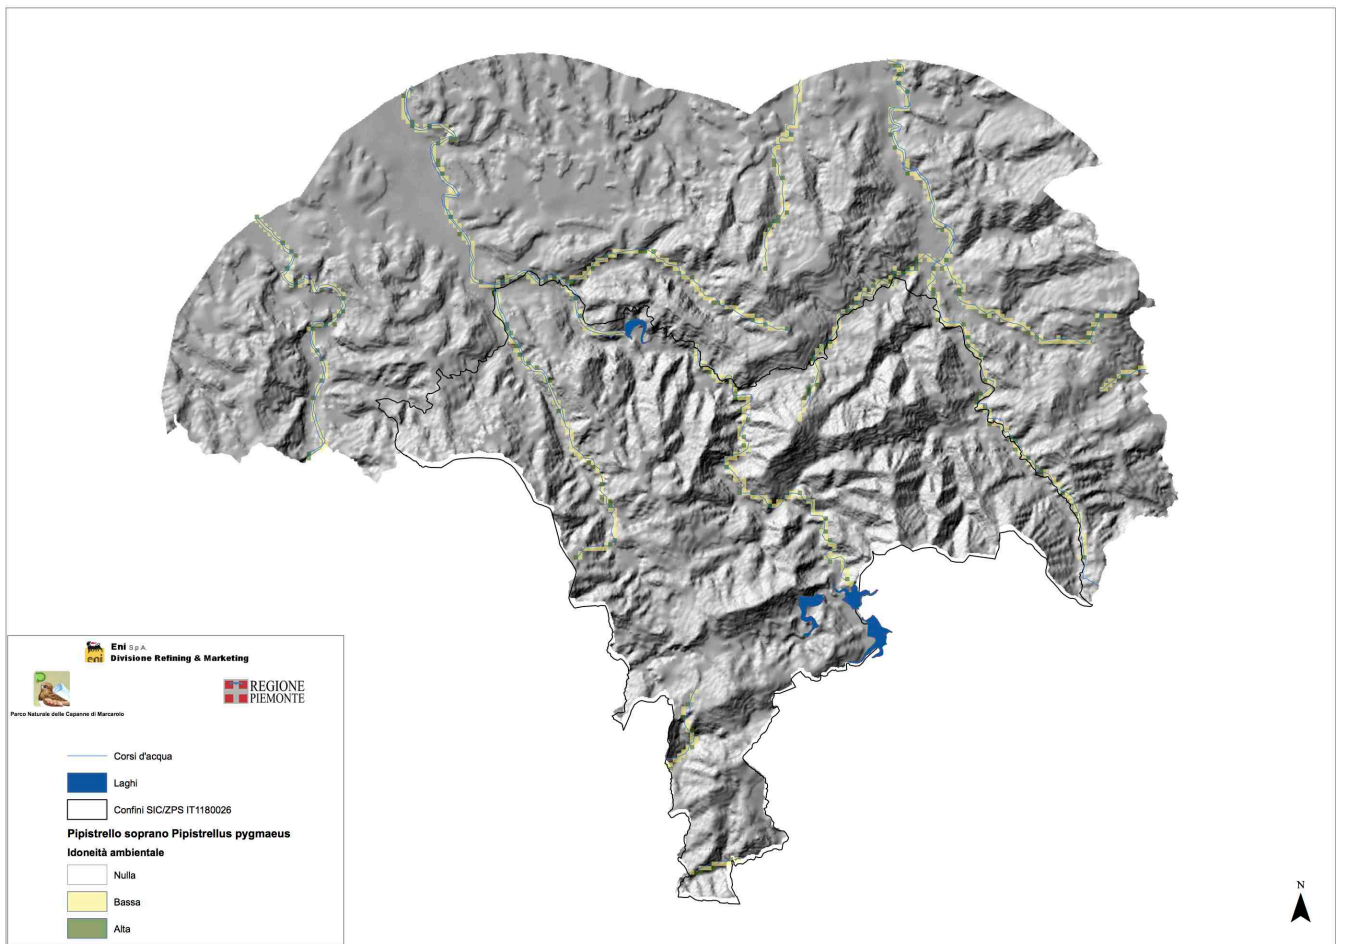 Eni S.p.A.
Divisione Refining & Marketing
eni
REGIONE
PIEMONTE
Parco Naturale delle Capanne di Marcarolo
Corsi d'acqua
Laghi
Confini SIC/ZPS IT1180026
Pipistrello soprano Pipistrellus pygmaeus
Idoneità ambientale
Nulla
Bassa
Alta
N